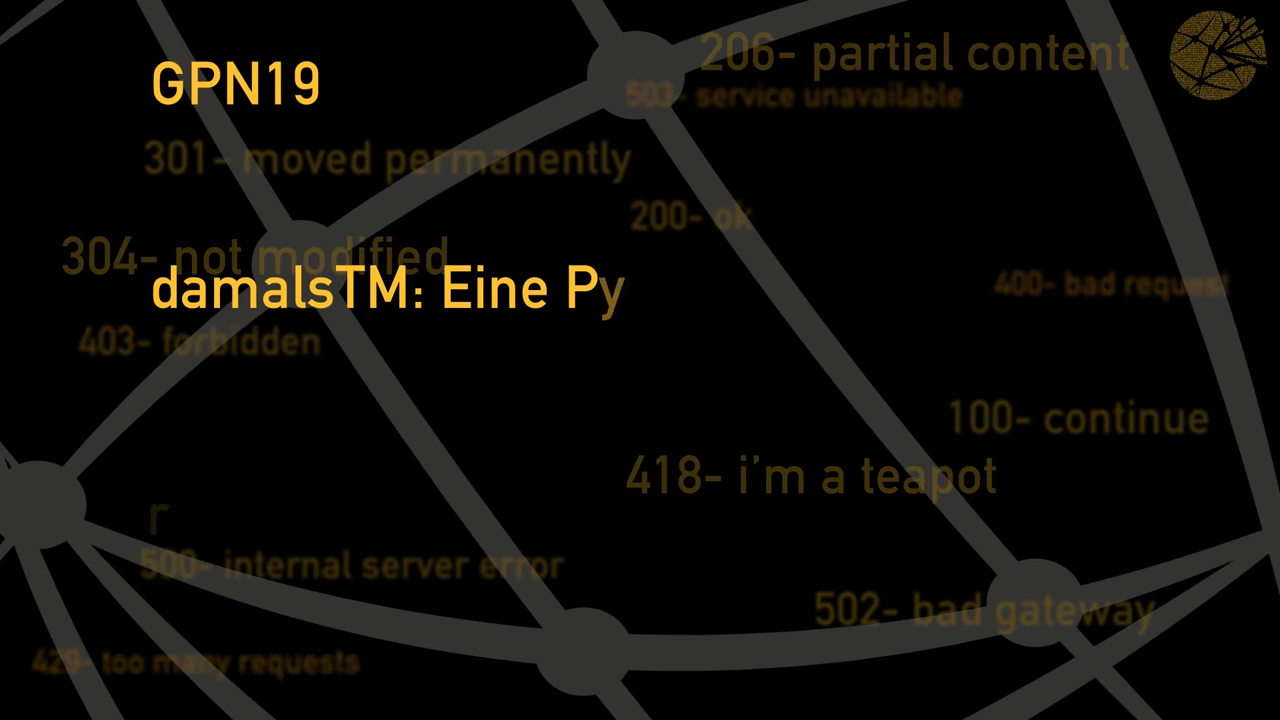 206- partial content
GPN19
503- service unavailable
301- moved permanently
200- ok
304- not modified
400- bad request
damalsTM: Eine Py
403- forbidden
100- continue
418- i'm a teapot
r
500- internal server error
502- bad gateway
429- too many requests